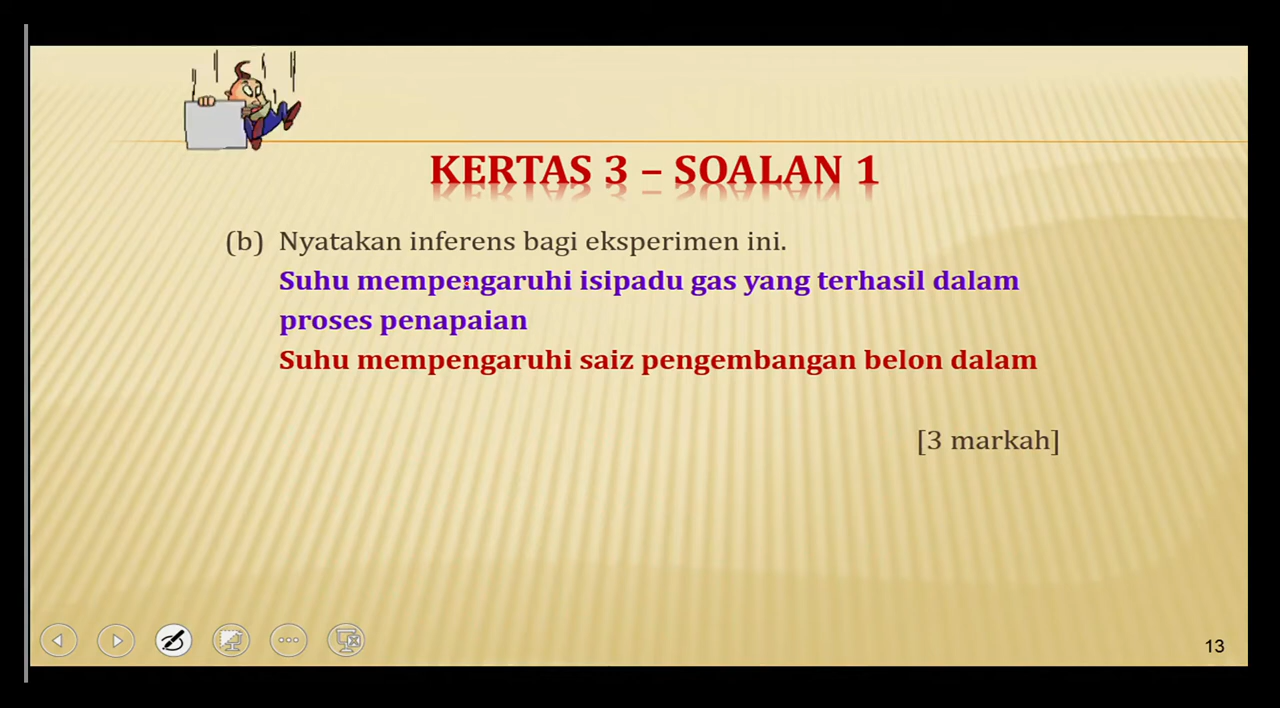 KERTAS 3 – SOALAN 1
(b) Nyatakan inferens bagi eksperimen ini.
Suhu mempengaruhi isipadu gas yang terhasil dalam
proses penapaian
Suhu mempengaruhi saiz pengembangan belon dalam
[3 markah]
13